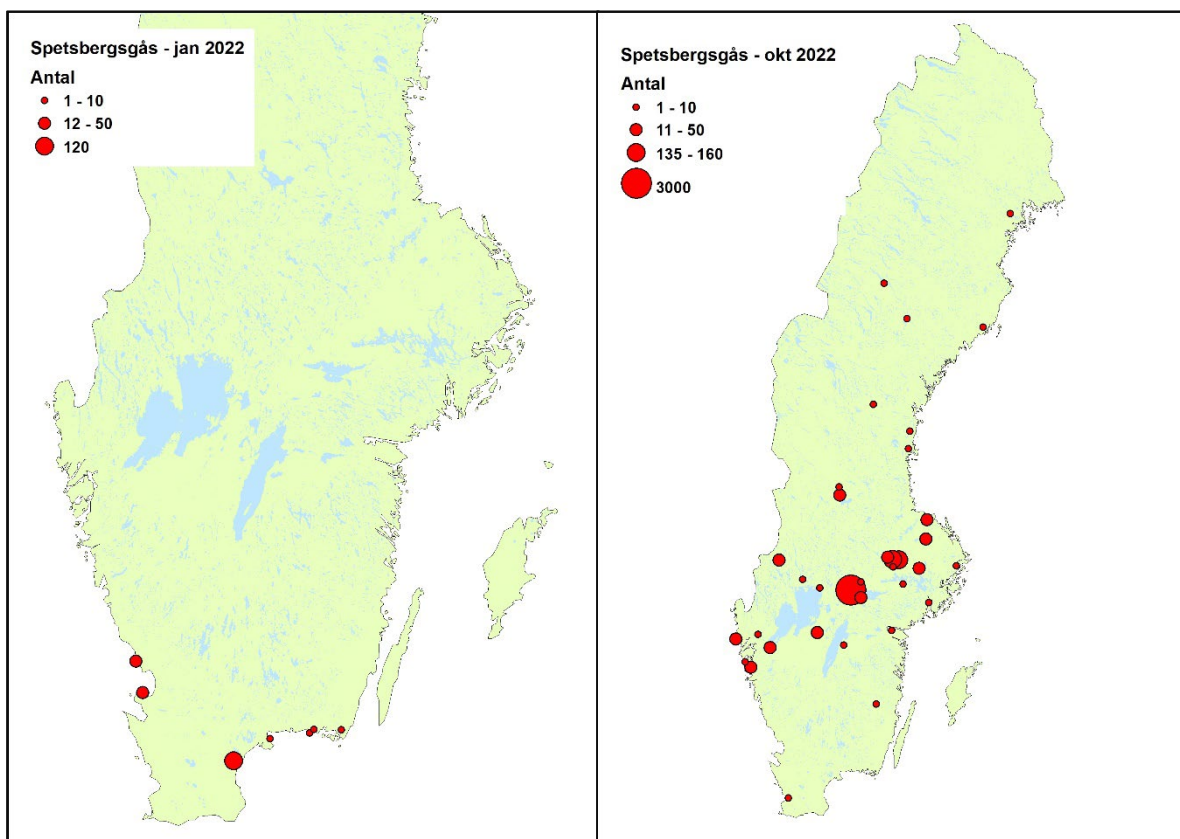 Spetsbergsgås - jan 2022
Antal
1 - 10
12 - 50
120
Spetsbergsgås - okt 2022
Antal
1 - 10
11 - 50
135 - 160
3000